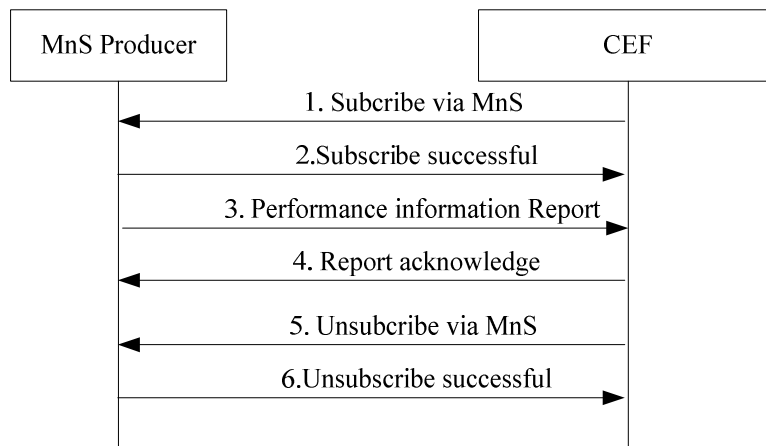 MnS Producer
CEF
1. Subcribe via MnS
2.Subscribe successful
3. Performance information Report
4. Report acknowledge
5. Unsubcribe via MnS
6.Unsubscribe successful